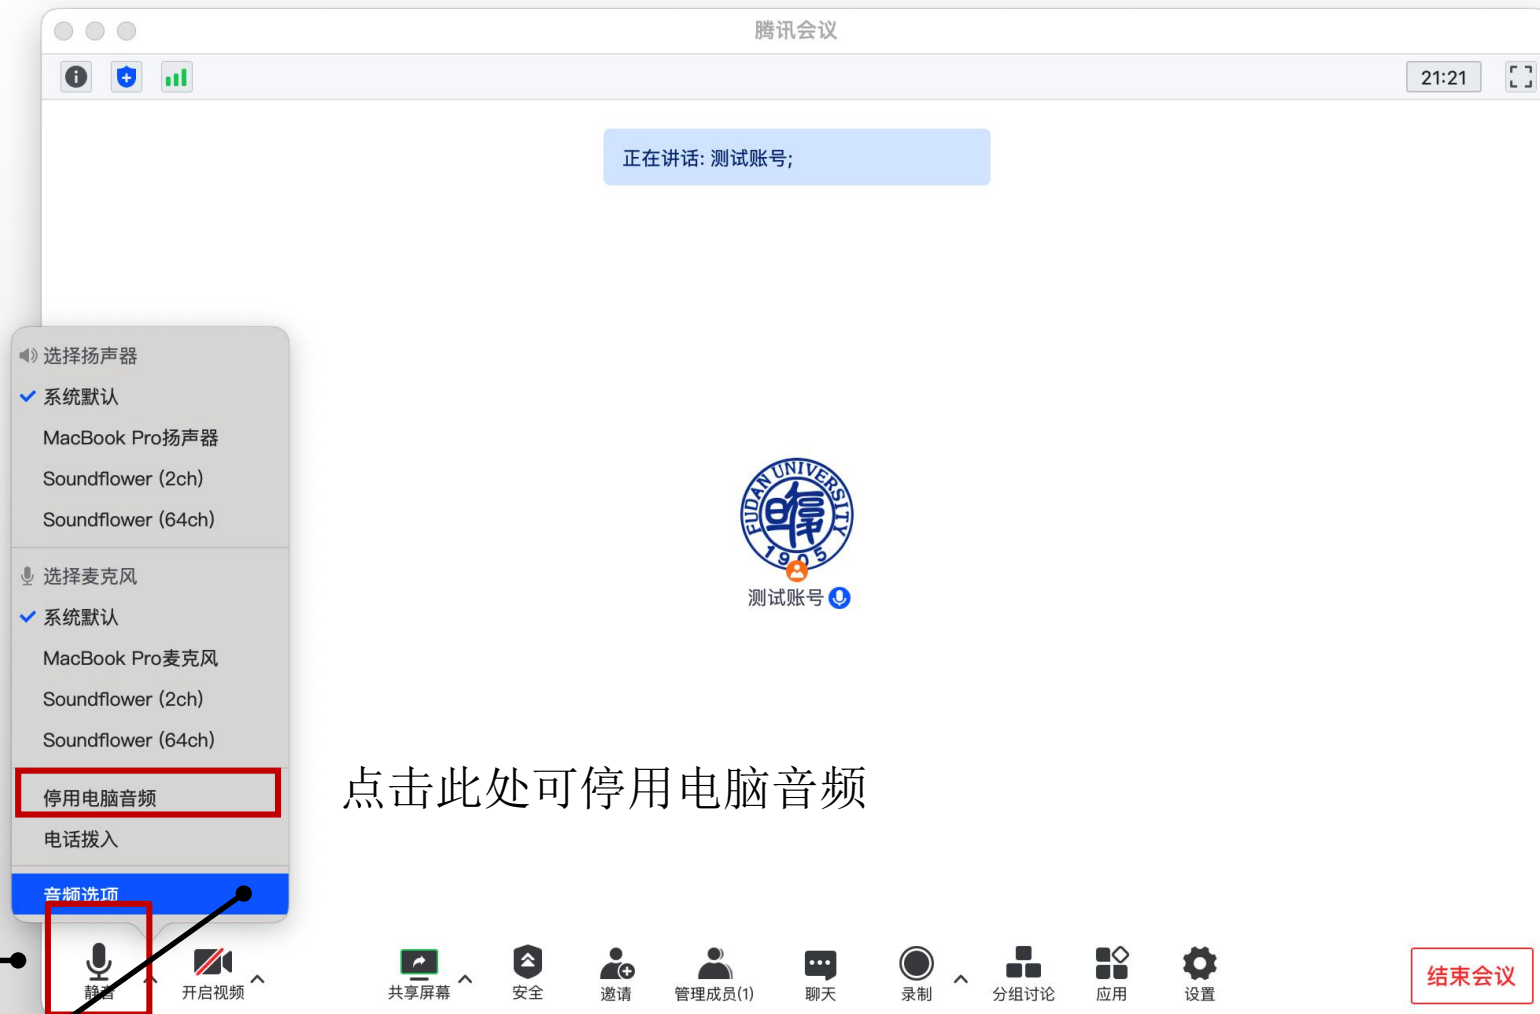 腾讯会议
21:21
正在讲话: 测试账号;
选择扬声器
系统默认
MacBook Pro扬声器
Soundflower (2ch)
Soundflower (64ch)
选择麦克风
系统默认
MacBook Pro麦克风
Soundflower (2ch)
Soundflower (64ch)
停用电脑音频
电话拨入
音频选项
FUDAN UNIVERSITY
1905
测试账号
点击此处可停用电脑音频
静音
开启视频
共享屏幕
安全
邀请
管理成员(1)
聊天
录制
分组讨论
应用
设置
结束会议